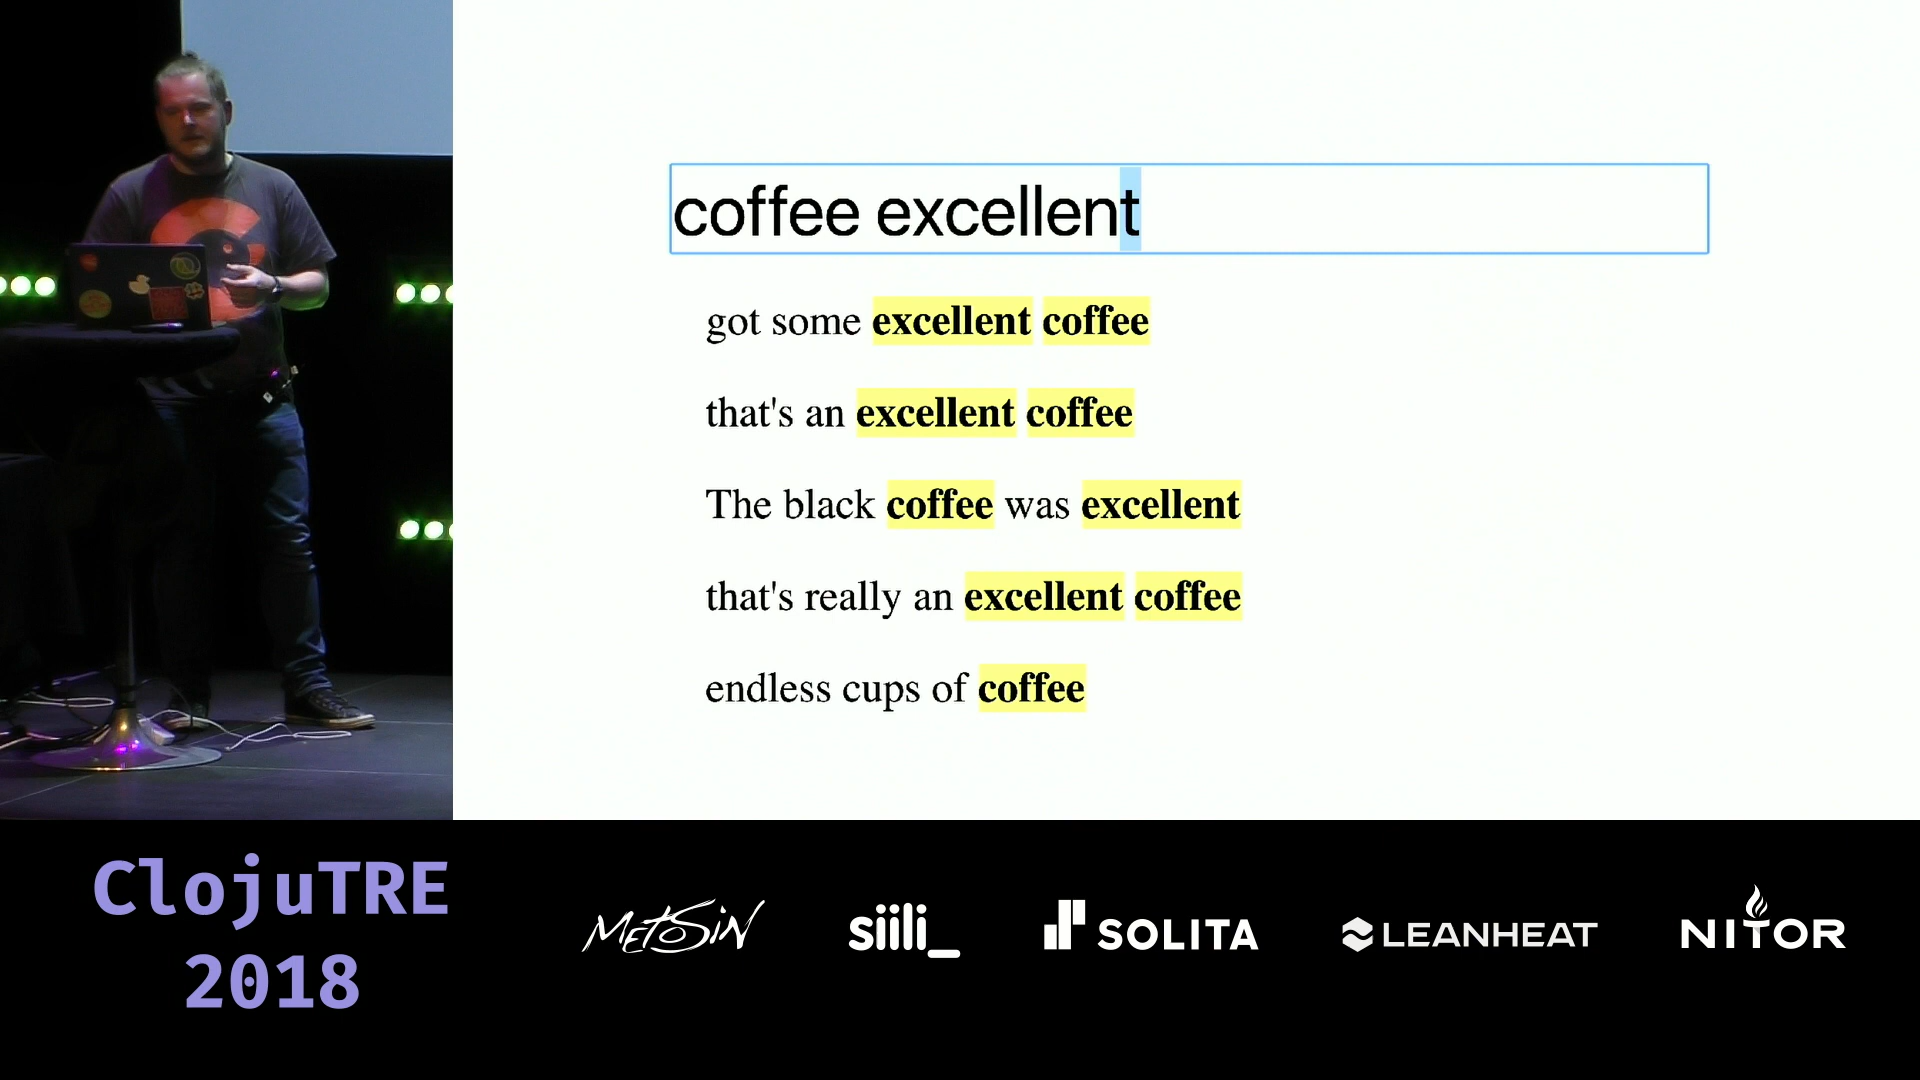 coffee excellent
got some excellent coffee
that's an excellent coffee
The black coffee was excellent
that's really an excellent coffee
endless cups of coffee
ClojuTRE
2018
METOSIN
siili_
SOLITA
LEANHEAT
NITOR